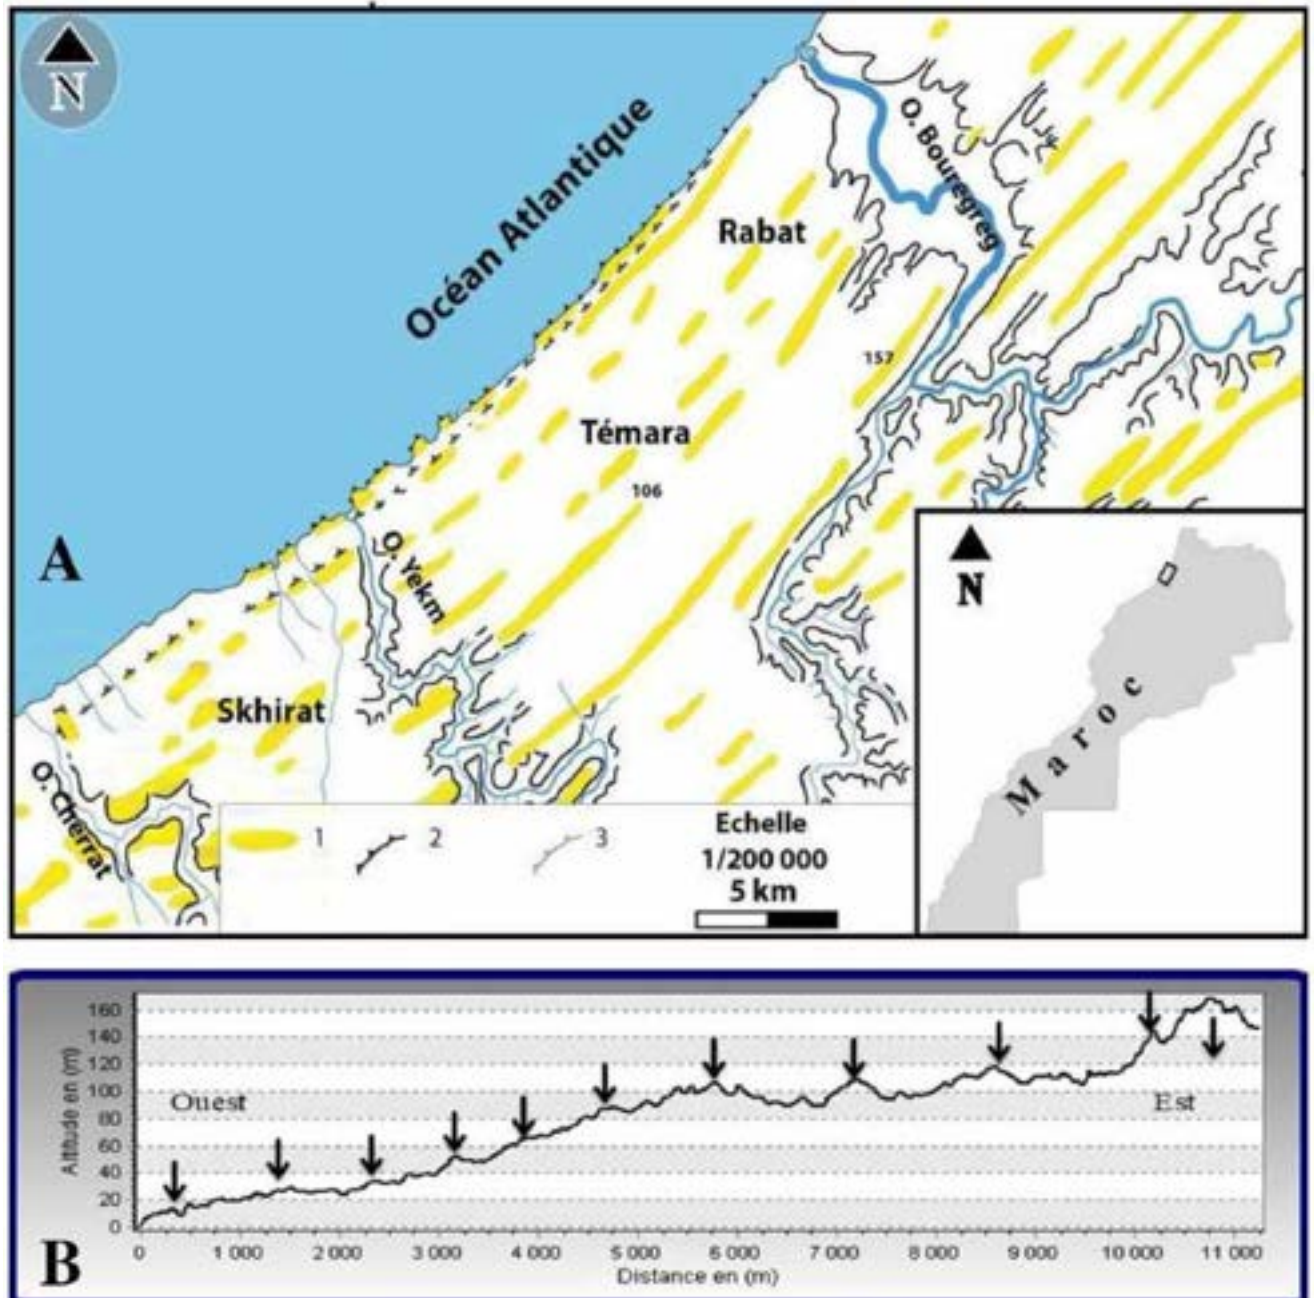 N
Océan Atlantique
O. Bouregreg
Rabat
157
Témara
106
A
O. Yekm
N
Maroc
Skhirat
O. Cherrat
1
2
3
Echelle
1/200 000
5 km
160
140
120
100
80
60
40
20
0
Altitude en (m)
Ouest
Est
B
0
1 000
2 000
3 000
4 000
5 000
6 000
7 000
8 000
9 000
10 000
11 000
Distance en (m)